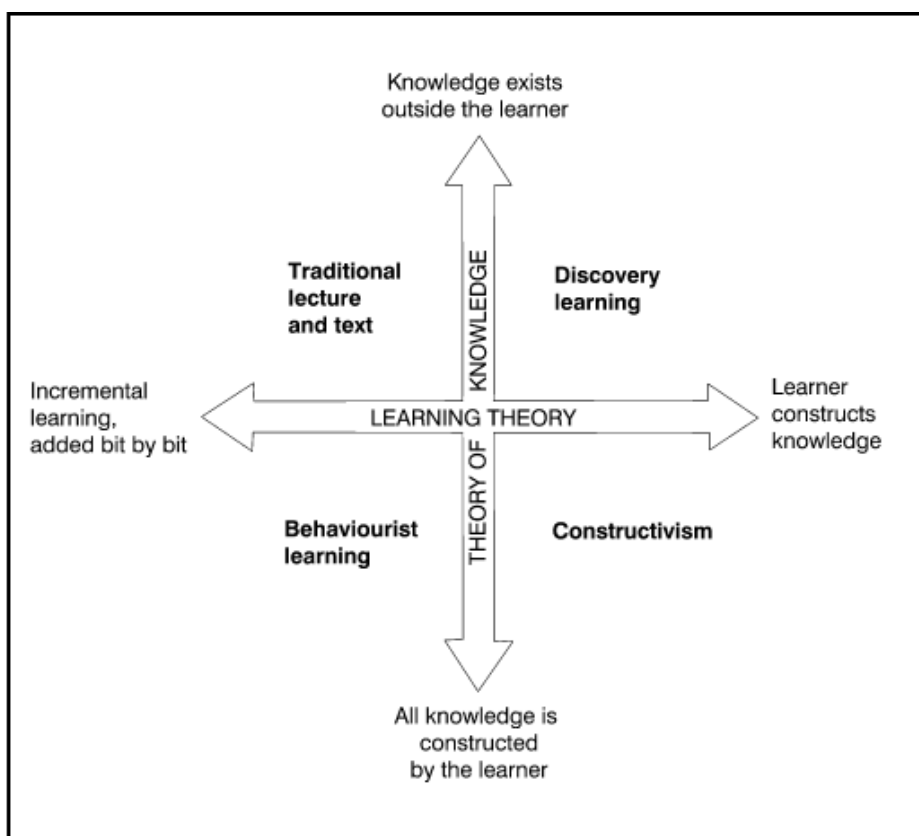 Knowledge exists
outside the learner
Traditional
lecture
and text
Discovery
learning
THEORY OF KNOWLEDGE
Incremental
learning,
added bit by bit
LEARNING THEORY
Learner
constructs
knowledge
Behaviourist
learning
Constructivism
All knowledge is
constructed
by the learner